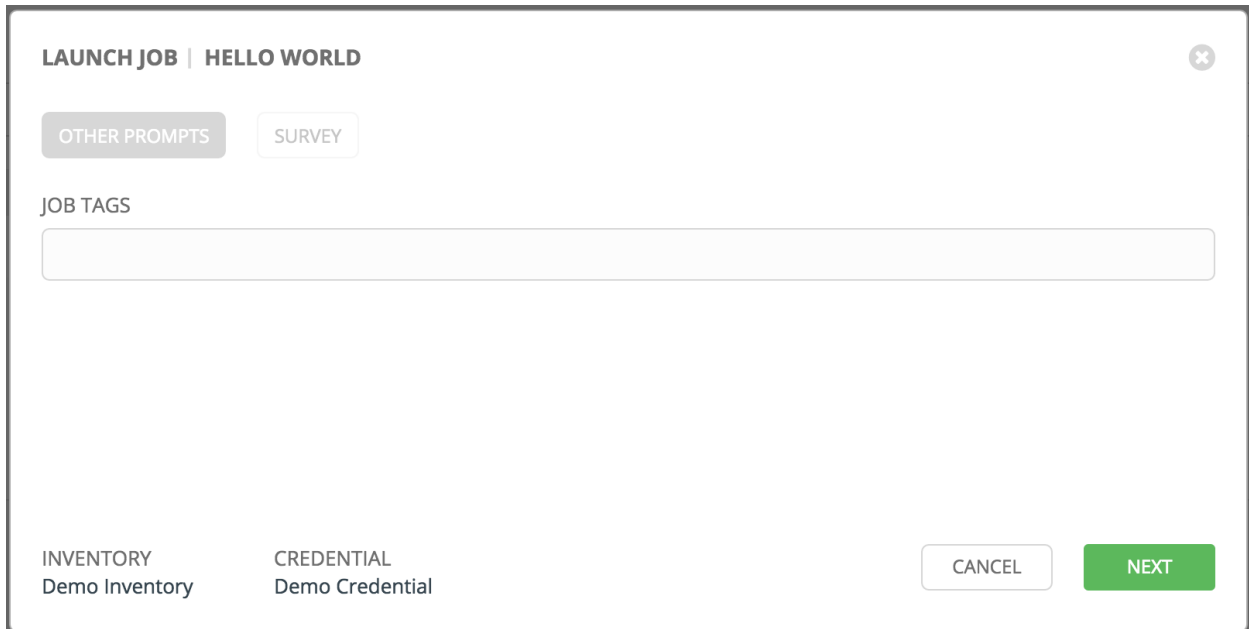 LAUNCH JOB | HELLO WORLD
OTHER PROMPTS SURVEY
JOB TAGS
INVENTORY CREDENTIAL CANCEL NEXT
Demo Inventory Demo Credential